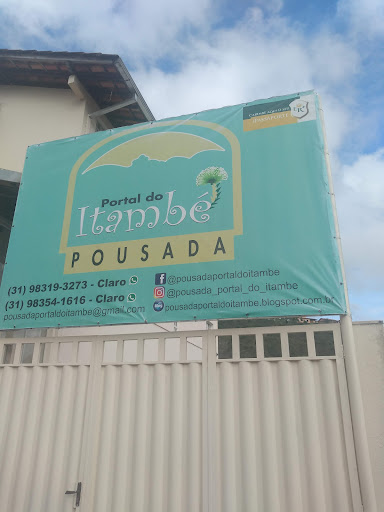 Portal do
Itambé
POUSADA
(31) 98319-3273 - Claro
(31) 98354-1616 - Claro
pousadaportaldoitambe@gmail.com
@pousadaportaldoitambe
@pousada_portal_do_itambe
pousadaportaldoitambe.blogspot.com.br